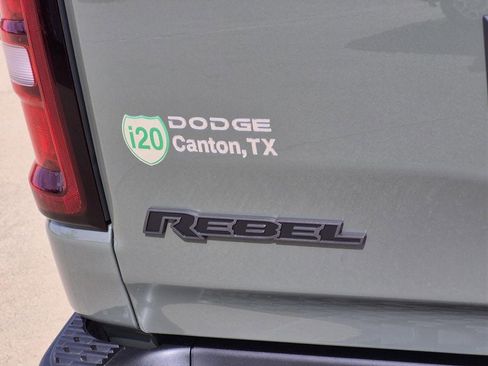 i20 DODGE
Canton,TX
REBEL